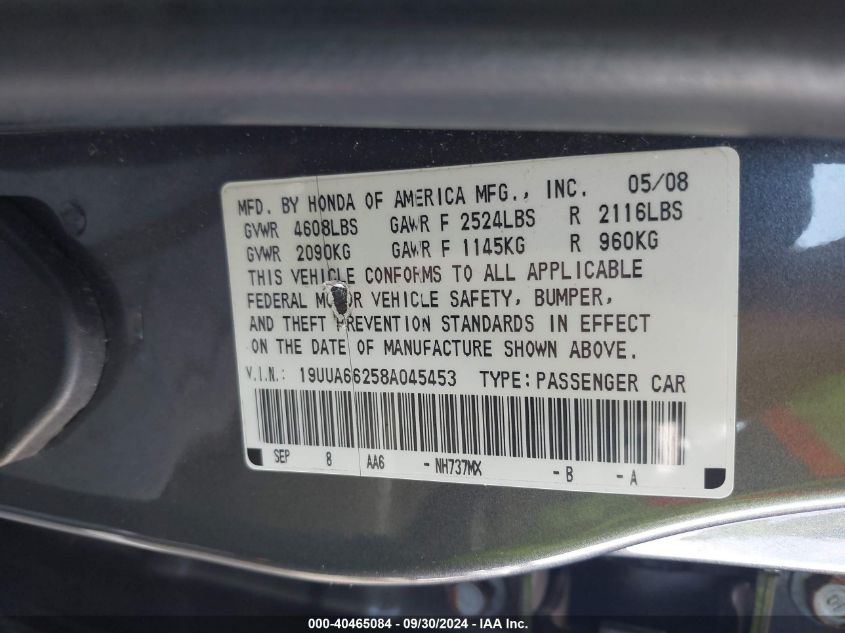 MFD. BY HONDA OF AMERICA MFG., INC. 05/08
GVWR 4608LBS GAWR F 2524LBS R 2116LBS
GVWR 2090KG GAWR F 1145KG R 960KG
THIS VEHICLE CONFORMS TO ALL APPLICABLE
FEDERAL MOTOR VEHICLE SAFETY, BUMPER,
AND THEFT PREVENTION STANDARDS IN EFFECT
ON THE DATE OF MANUFACTURE SHOWN ABOVE.
V.I.N.: 19UUA66258A045453 TYPE: PASSENGER CAR
SEP 8 AA6 - NH737MX - B - A
000-40465084 - 09/30/2024 - IAA Inc.